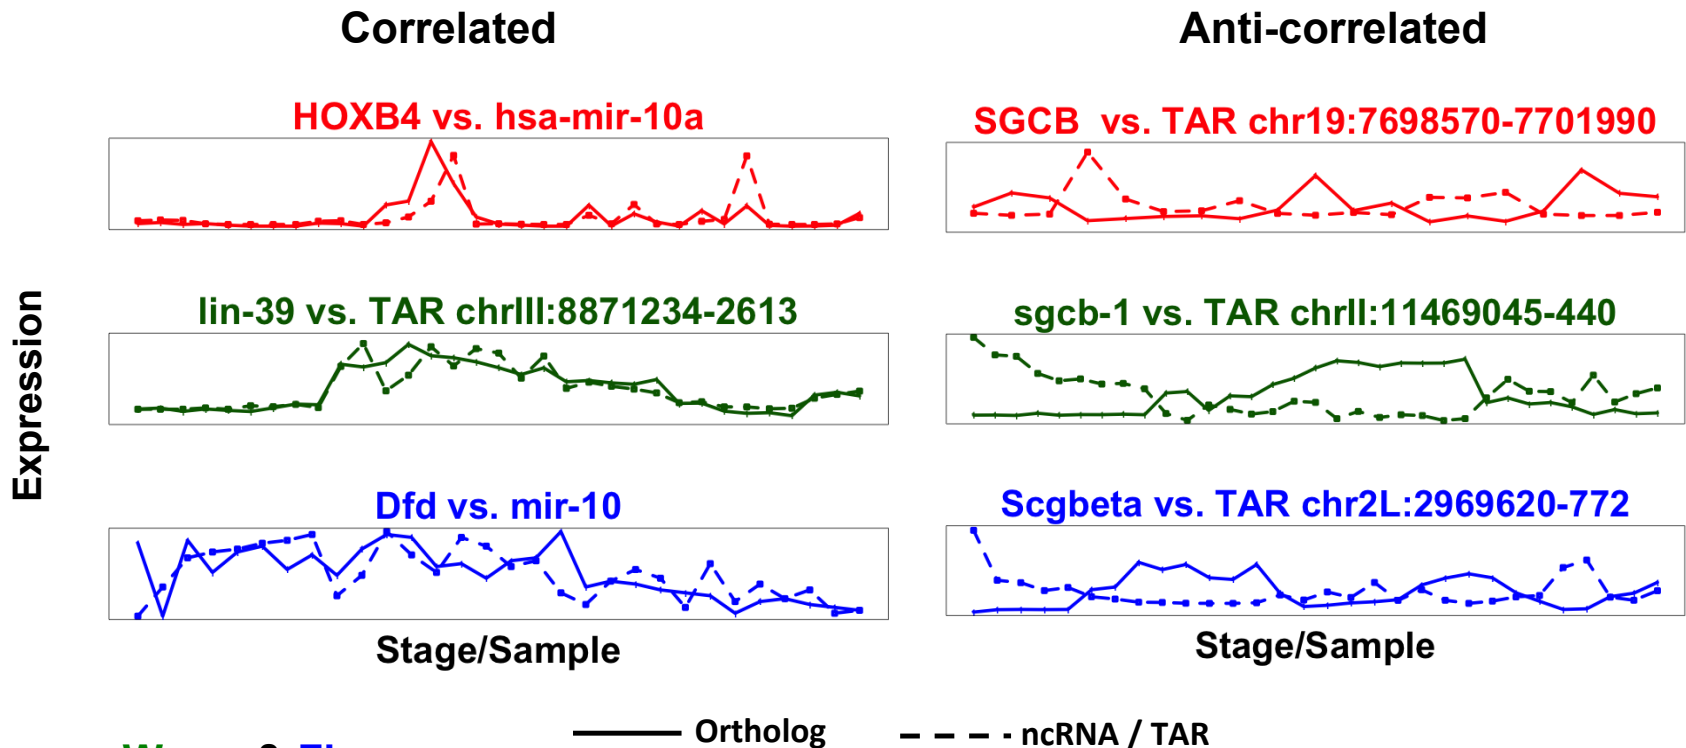 Correlated
Anti-correlated
HOXB4 vs. hsa-mir-10a
SGCB vs. TAR chr19:7698570-7701990
Expression
lin-39 vs. TAR chrIII:8871234-2613
sgcb-1 vs. TAR chrII:11469045-440
Dfd vs. mir-10
Scgbeta vs. TAR chr2L:2969620-772
Stage/Sample
Stage/Sample
Ortholog
ncRNA / TAR